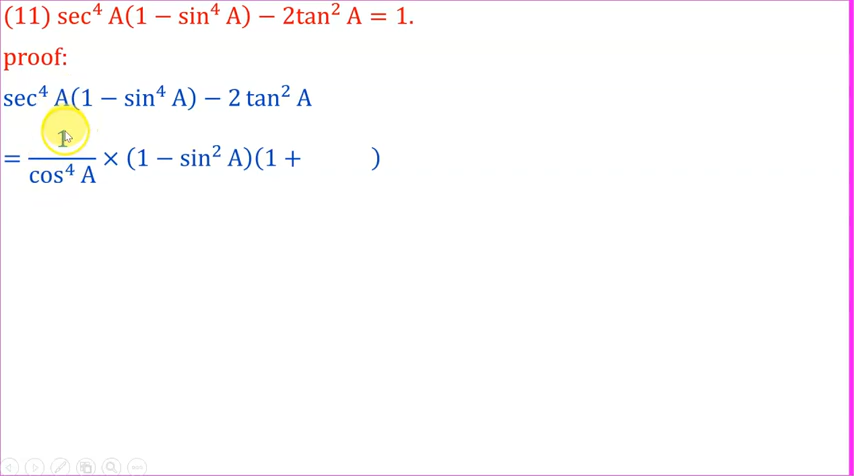 (11) sec⁴ A(1 − sin⁴ A) − 2tan² A = 1.
proof:
sec⁴ A(1 − sin⁴ A) − 2 tan² A
= 1/cos⁴ A × (1 − sin² A)(1 + )